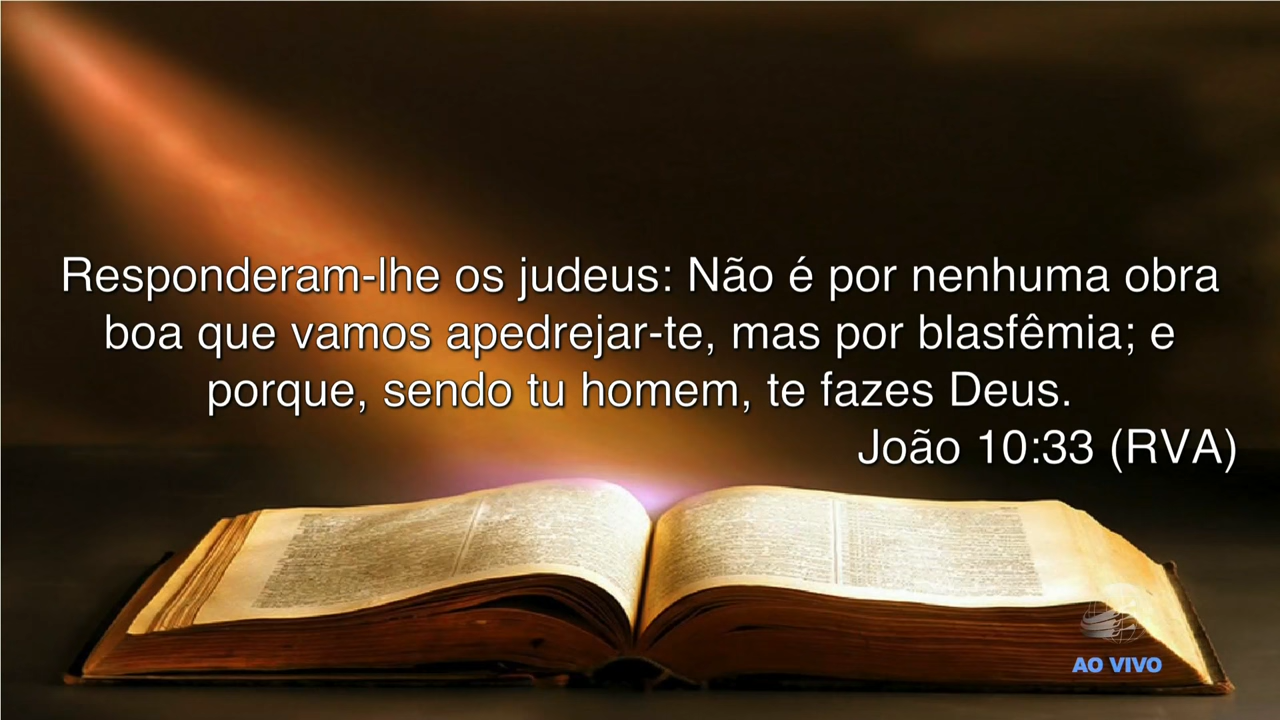 Responderam-lhe os judeus: Não é por nenhuma obra
boa que vamos apedrejar-te, mas por blasfêmia; e
porque, sendo tu homem, te fazes Deus.
João 10:33 (RVA)
AO VIVO